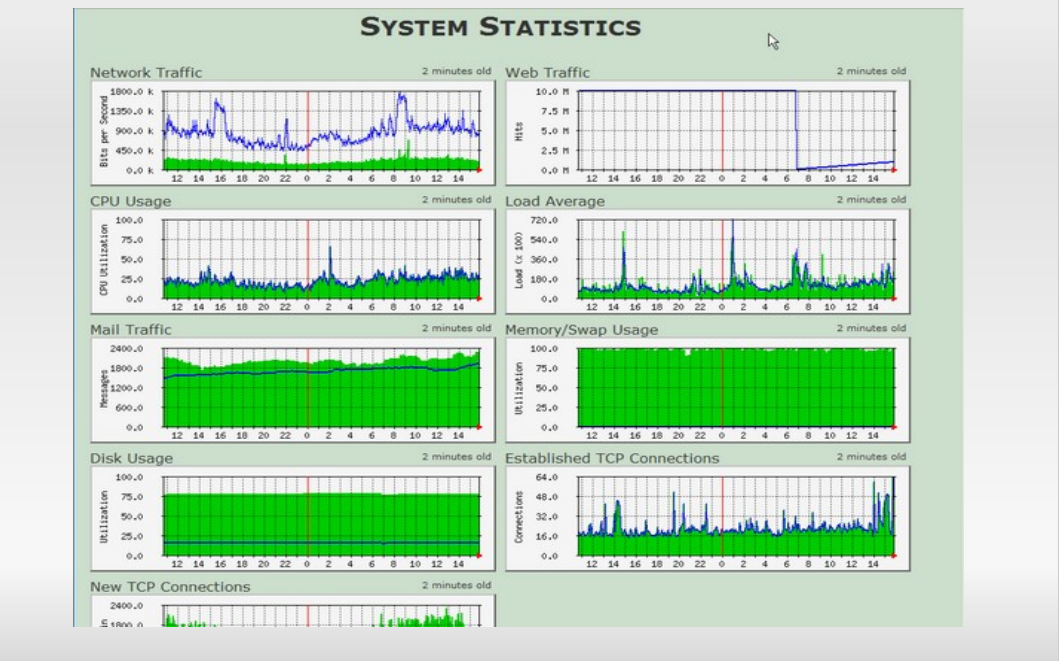 SYSTEM STATISTICS
Network Traffic 2 minutes old
Bits per Second
1800.0 k
1350.0 k
900.0 k
450.0 k
0.0 k
12 14 16 18 20 22 0 2 4 6 8 10 12 14
Web Traffic 2 minutes old
Hits
10.0 M
7.5 M
5.0 M
2.5 M
0.0 M
12 14 16 18 20 22 0 2 4 6 8 10 12 14
CPU Usage 2 minutes old
CPU Utilization
100.0
75.0
50.0
25.0
0.0
12 14 16 18 20 22 0 2 4 6 8 10 12 14
Load Average 2 minutes old
Load (x 100)
720.0
540.0
360.0
180.0
0.0
12 14 16 18 20 22 0 2 4 6 8 10 12 14
Mail Traffic 2 minutes old
Messages
2400.0
1800.0
1200.0
600.0
0.0
12 14 16 18 20 22 0 2 4 6 8 10 12 14
Memory/Swap Usage 2 minutes old
Utilization
100.0
75.0
50.0
25.0
0.0
12 14 16 18 20 22 0 2 4 6 8 10 12 14
Disk Usage 2 minutes old
Utilization
100.0
75.0
50.0
25.0
0.0
12 14 16 18 20 22 0 2 4 6 8 10 12 14
Established TCP Connections 2 minutes old
Connections
64.0
48.0
32.0
16.0
0.0
12 14 16 18 20 22 0 2 4 6 8 10 12 14
New TCP Connections 2 minutes old
2400.0
1800.0